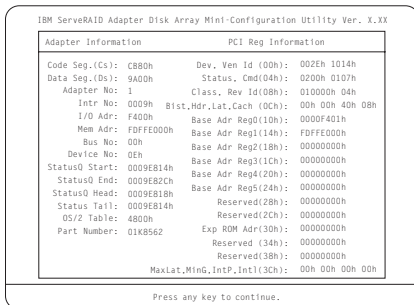 IBM ServeRAID Adapter Disk Array Mini-Configuration Utility Ver. X.XX
Adapter Information PCI Reg Information
Code Seg.(Cs): CB80h Dev, Ven Id (00h): 002Eh 1014h
Data Seg.(Ds): 9A00h Status, Cmd(04h): 0200h 0107h
Adapter No: 1 Class, Rev Id(08h): 010000h 04h
Intr No: 0009h Bist,Hdr,Lat,Cach (0Ch): 00h 00h 40h 08h
I/O Adr: F400h Base Adr Reg0(10h): 0000F401h
Mem Adr: FDFFE000h Base Adr Reg1(14h): FDFFE000h
Bus No: 00h Base Adr Reg2(18h): 00000000h
Device No: 0Eh Base Adr Reg3(1Ch): 00000000h
StatusQ Start: 0009E814h Base Adr Reg4(20h): 00000000h
StatusQ End: 0009E82Ch Base Adr Reg5(24h): 00000000h
StatusQ Head: 0009E818h Reserved(28h): 00000000h
Status Tail: 0009E814h Reserved(2Ch): 00000000h
OS/2 Table: 4800h Exp ROM Adr(30h): 00000000h
Part Number: 01K8562 Reserved (34h): 00000000h
Reserved(38h): 00000000h
MaxLat,MinG,IntP,Intl(3Ch): 00h 00h 00h 00h
Press any key to continue.